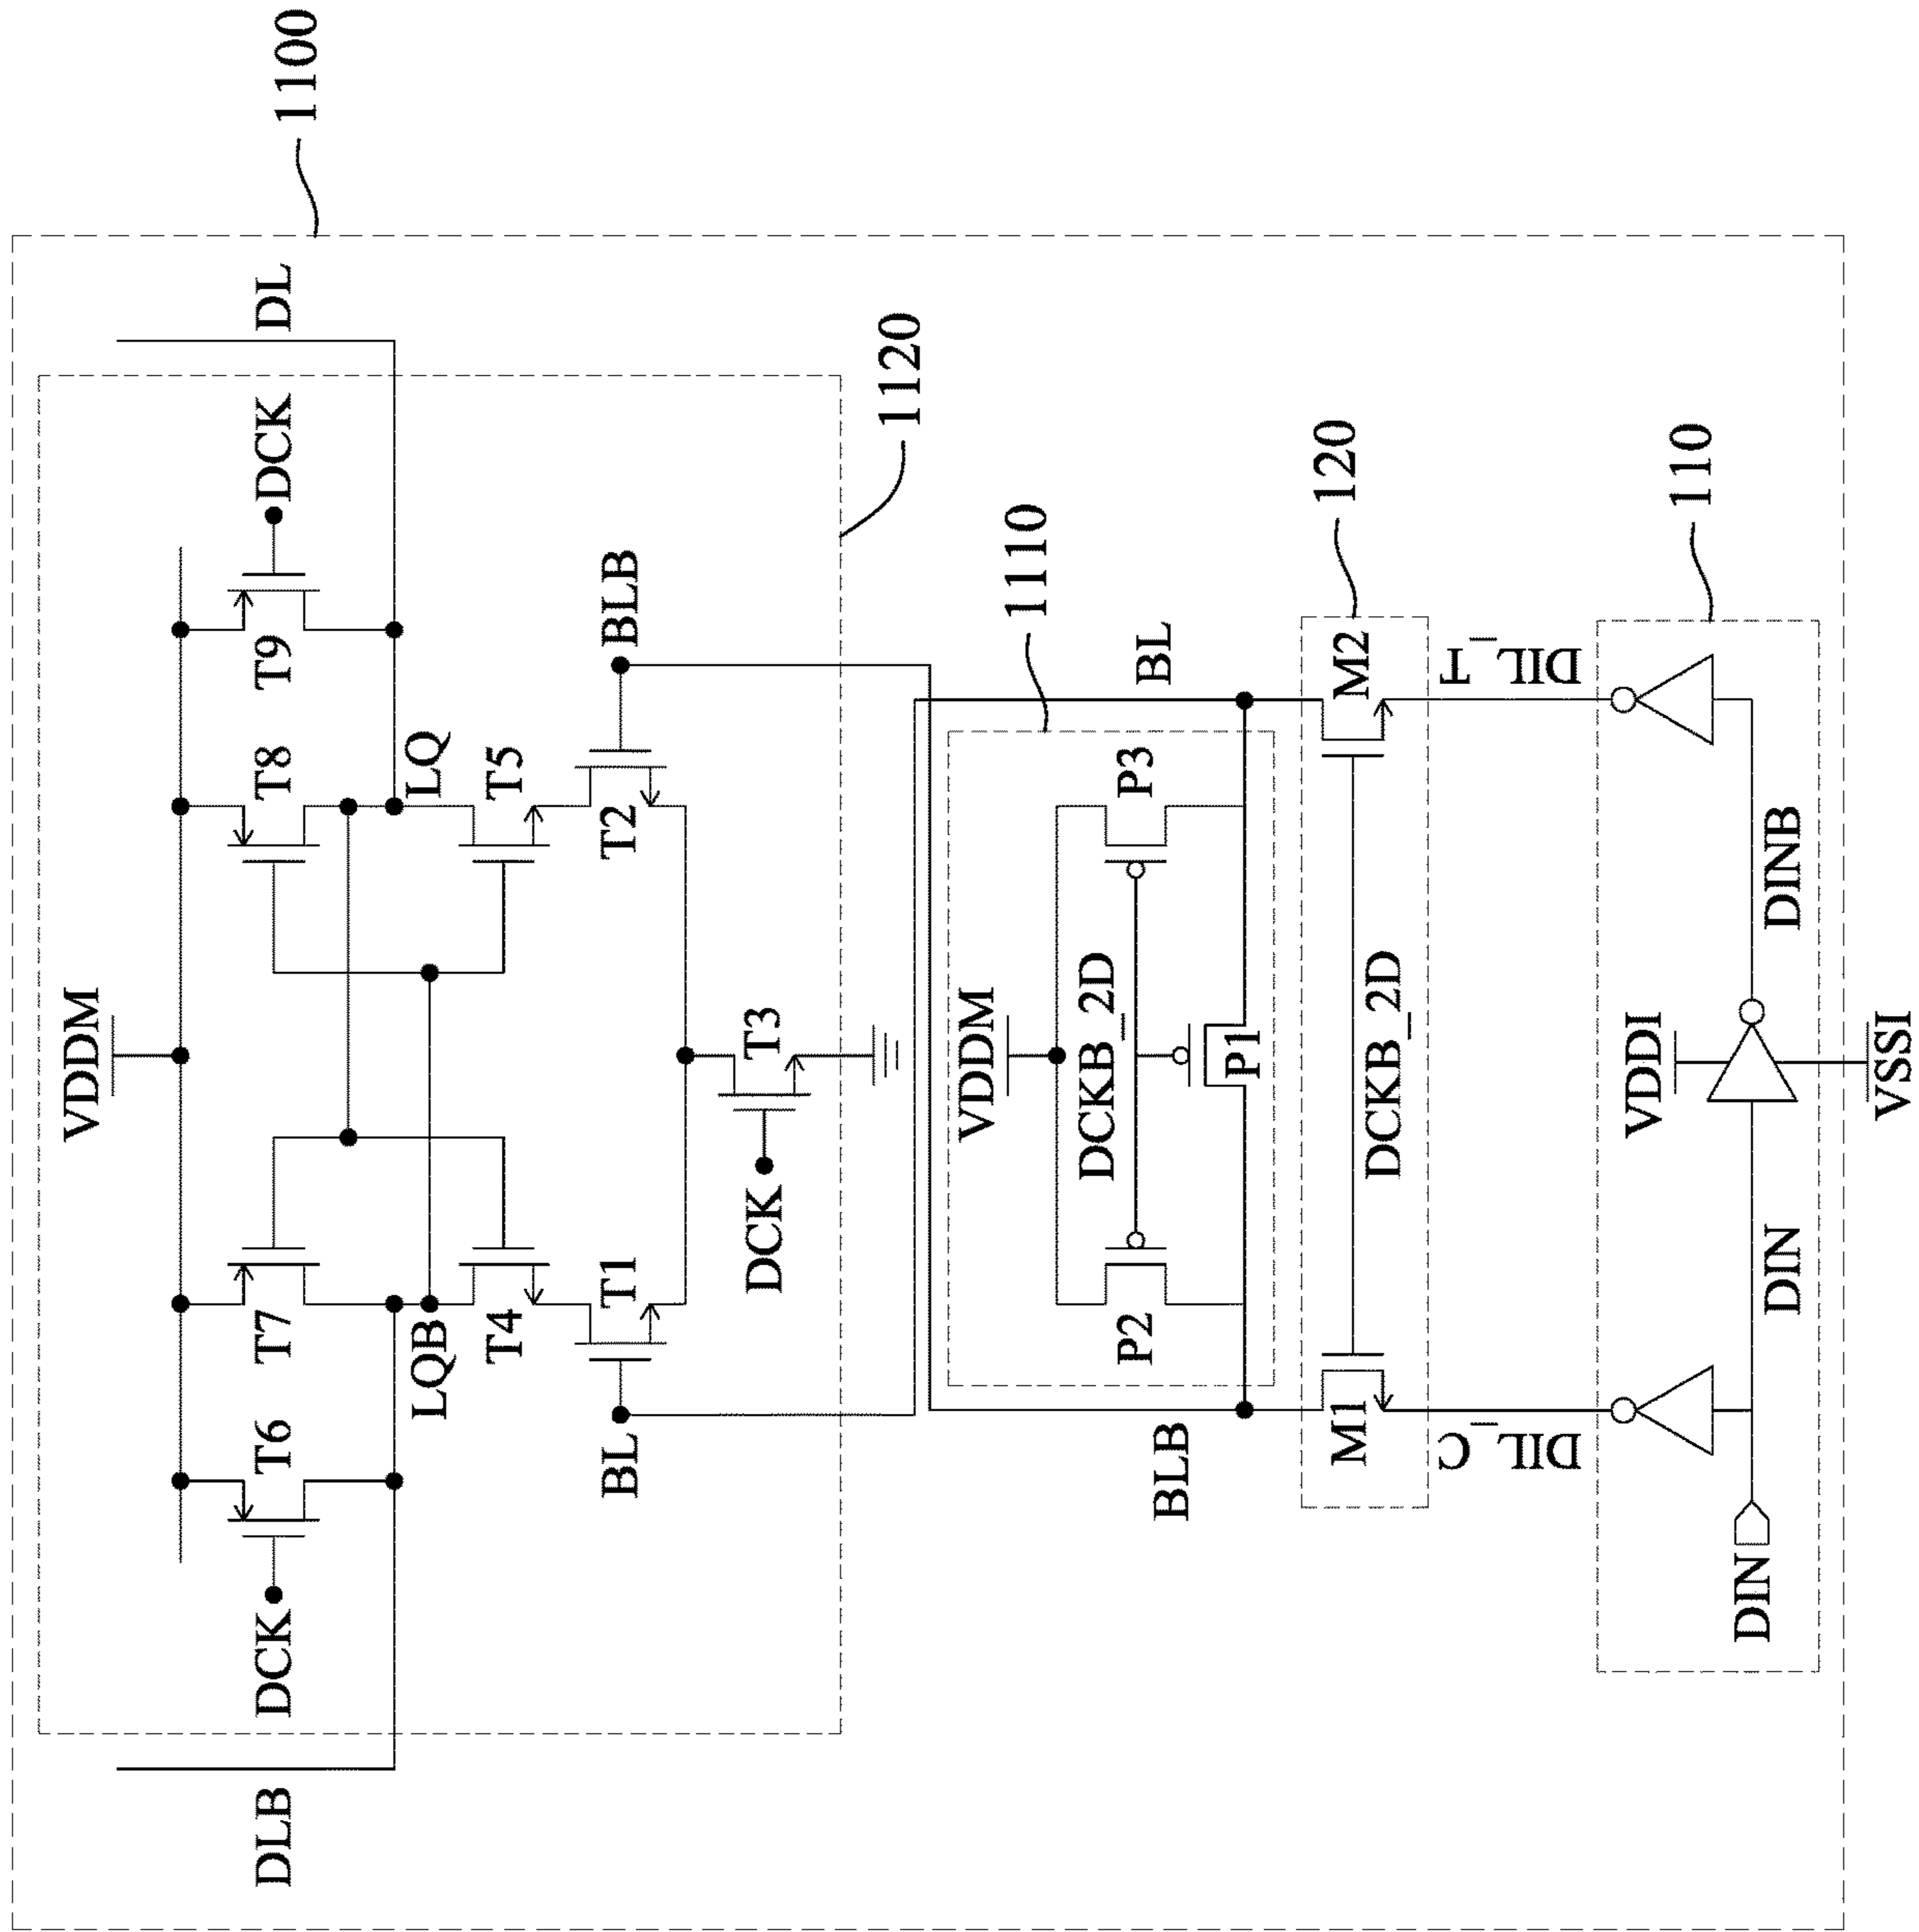 1100
VDDM
DLB
DCK
T6
T7
T8
T9
DCK
DL
LQB
LQ
T4
T5
BL
T1
T2
BLB
DCK
T3
1120
VDDM
1110
P2
DCKB_2D
P3
BLB
P1
BL
M1
DCKB_2D
M2
120
DIL_C
DIL_T
VDDI
110
DIN
DIN
DINB
VSSI